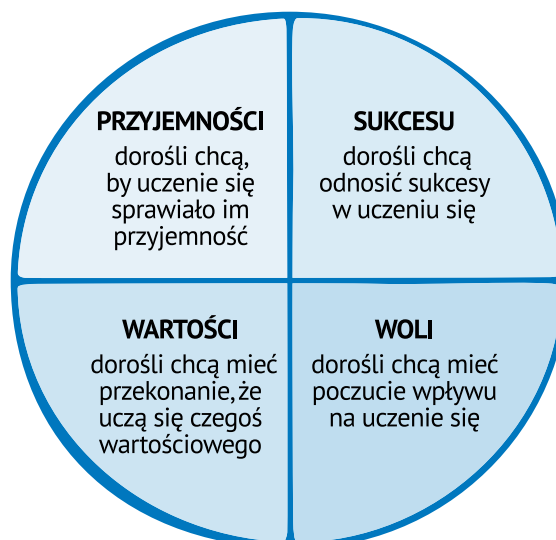 PRZYJEMNOŚCI
dorośli chcą,
by uczenie się
sprawiało im
przyjemność
SUKCESU
dorośli chcą
odnosić sukcesy
w uczeniu się
WARTOŚCI
dorośli chcą mieć
przekonanie, że
uczą się czegoś
wartościowego
WOLI
dorośli chcą mieć
poczucie wpływu
na uczenie się